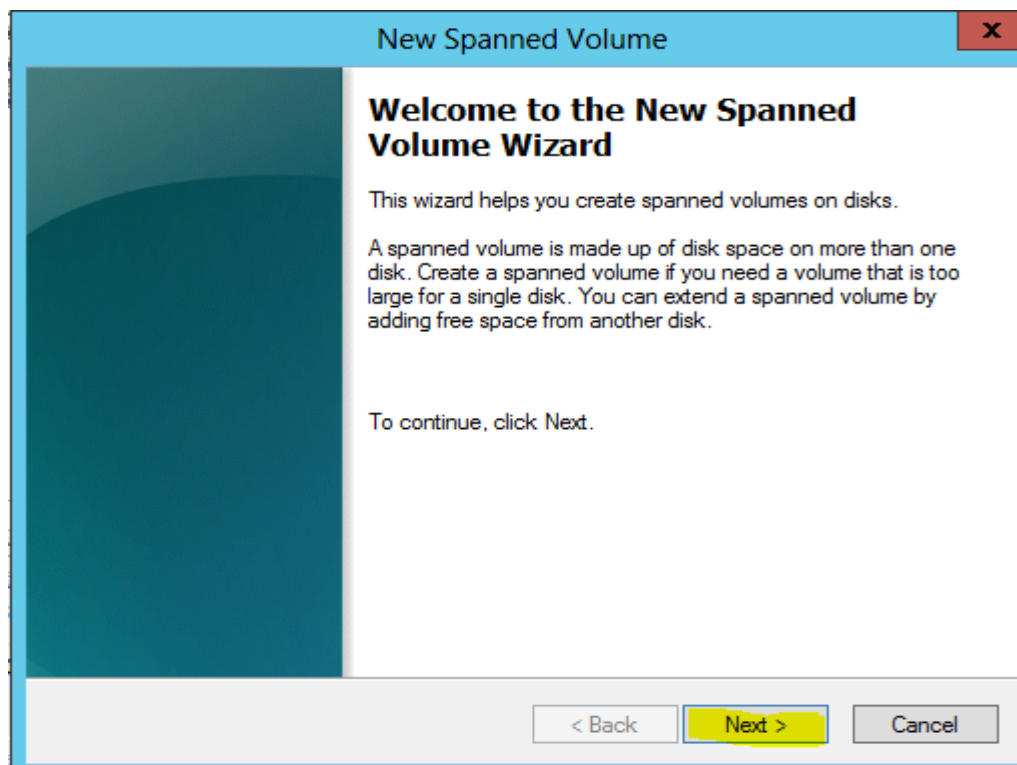 New Spanned Volume
x
Welcome to the New Spanned
Volume Wizard
This wizard helps you create spanned volumes on disks.
A spanned volume is made up of disk space on more than one
disk. Create a spanned volume if you need a volume that is too
large for a single disk. You can extend a spanned volume by
adding free space from another disk.
To continue, click Next.
< Back Next > Cancel